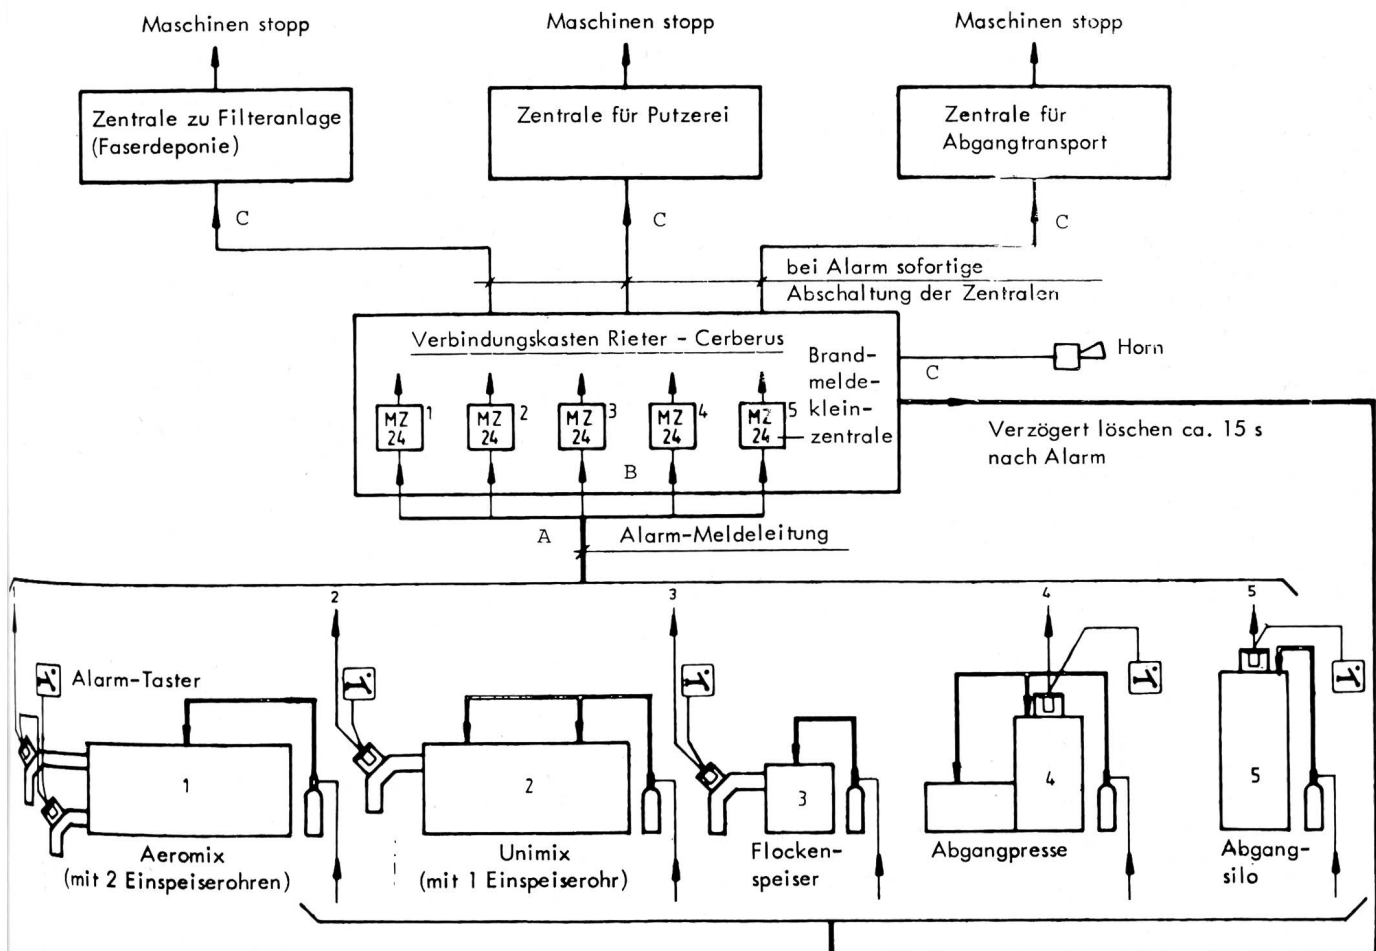 Maschinen stopp
Maschinen stopp
Maschinen stopp
Zentrale zu Filteranlage
(Faserdeponie)
Zentrale für Putzerei
Zentrale für
Abgangtransport
C
C
C
bei Alarm sofortige
Abschaltung der Zentralen
Verbindungskasten Rieter - Cerberus
Brand-
melde-
klein-
zentrale
MZ
24
1
MZ
24
2
MZ
24
3
MZ
24
4
MZ
24
5
B
C
Horn
Verzögert löschen ca. 15 s
nach Alarm
A
Alarm-Meldeleitung
2
3
4
5
Alarm-Taster
1
2
3
4
5
Aeromix
(mit 2 Einspeiserohren)
Unimix
(mit 1 Einspeiserohr)
Flocken-
speiser
Abgangpresse
Abgang-
silo